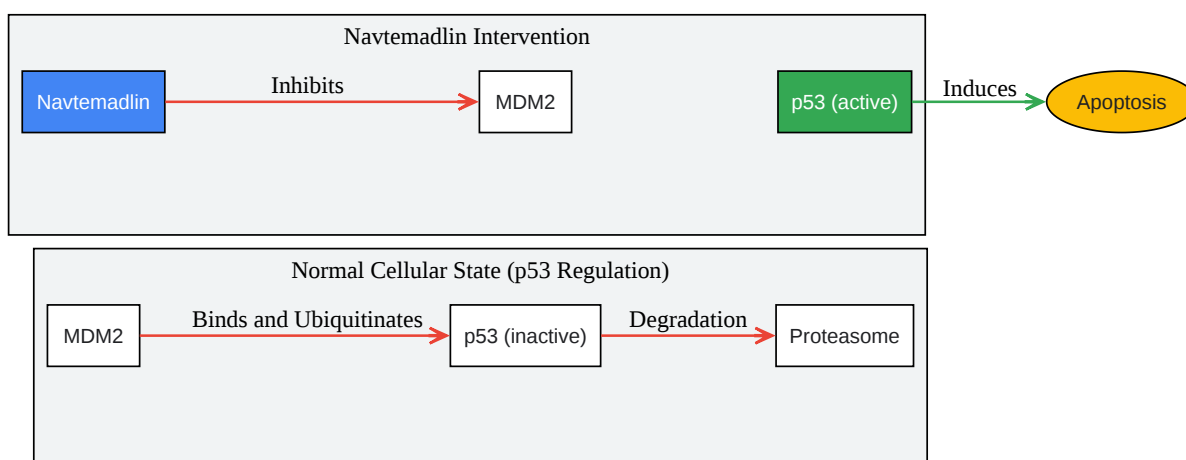 Navtemadlin Intervention
Navtemadlin
Inhibits
MDM2
p53 (active)
Induces
Apoptosis
Normal Cellular State (p53 Regulation)
MDM2
Binds and Ubiquitinates
p53 (inactive)
Degradation
Proteasome